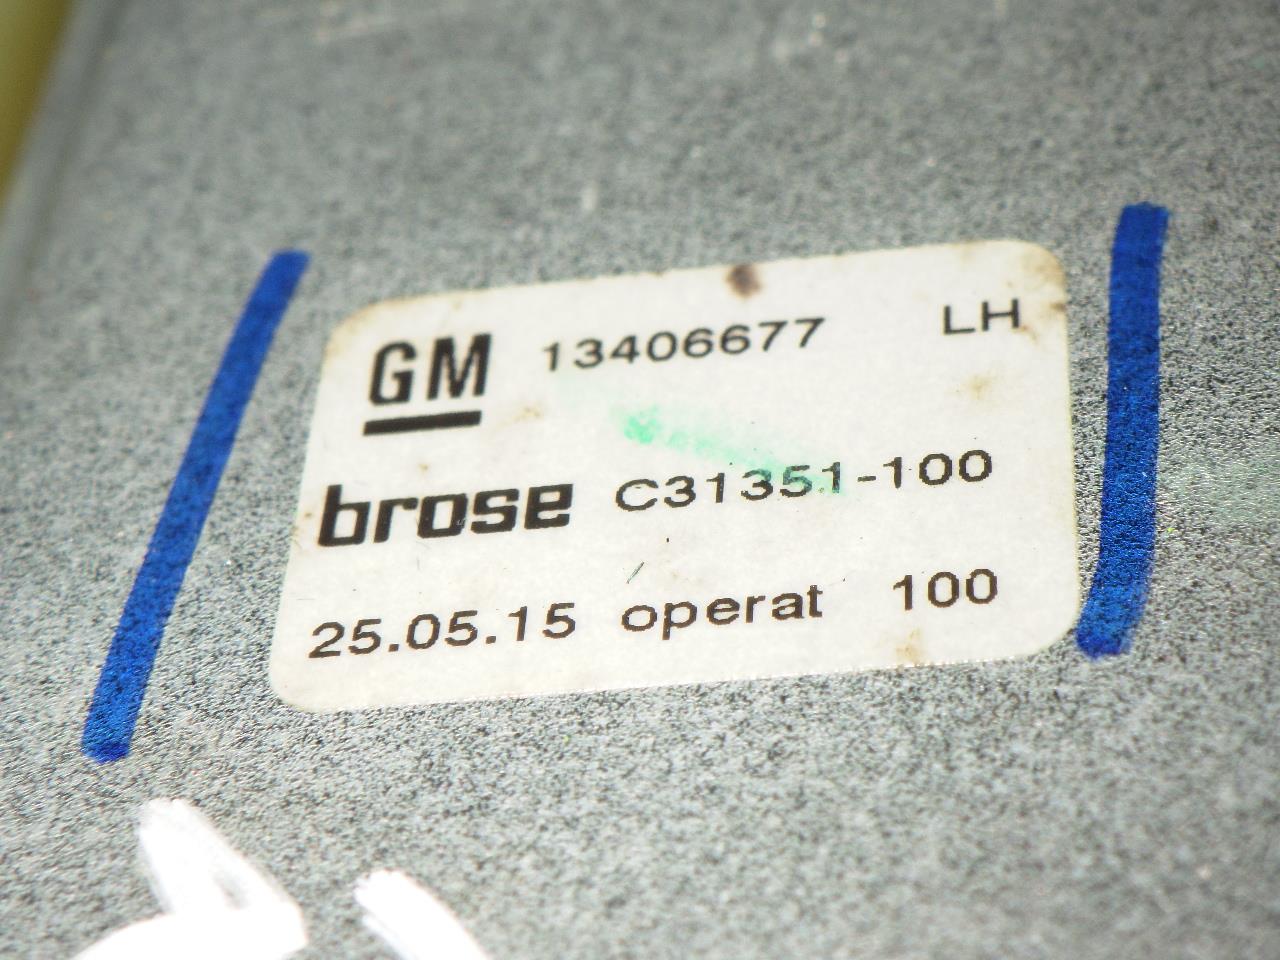 GM 13406677 LH
brose C31351-100
25.05.15 operat 100